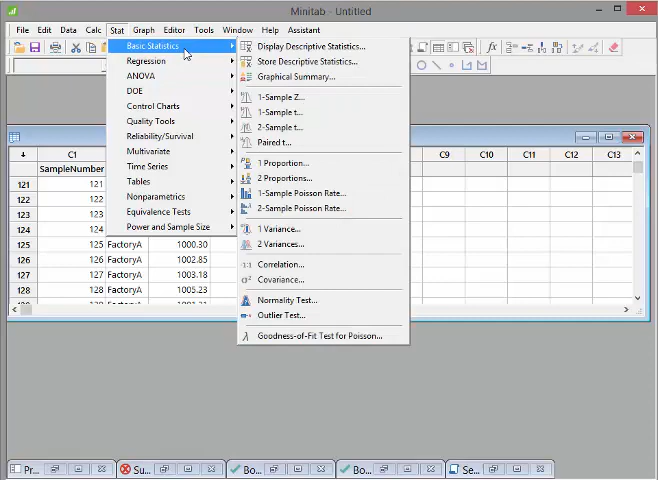 Minitab - Untitled
File Edit Data Calc Stat Graph Editor Tools Window Help Assistant
Basic Statistics
Regression
ANOVA
DOE
Control Charts
Quality Tools
Reliability/Survival
Multivariate
Time Series
Tables
Nonparametrics
Equivalence Tests
Power and Sample Size
Display Descriptive Statistics...
Store Descriptive Statistics...
Graphical Summary...
1-Sample Z...
1-Sample t...
2-Sample t...
Paired t...
1 Proportion...
2 Proportions...
1-Sample Poisson Rate...
2-Sample Poisson Rate...
1 Variance...
2 Variances...
Correlation...
Covariance...
Normality Test...
Outlier Test...
Goodness-of-Fit Test for Poisson...
C1 C9 C10 C11 C12 C13
SampleNumber
121 121
122 122
123 123
124 124
125 125 FactoryA 1000.30
126 126 FactoryA 1002.85
127 127 FactoryA 1003.18
128 128 FactoryA 1005.23
Pr... Su... Bo... Bo... Se...